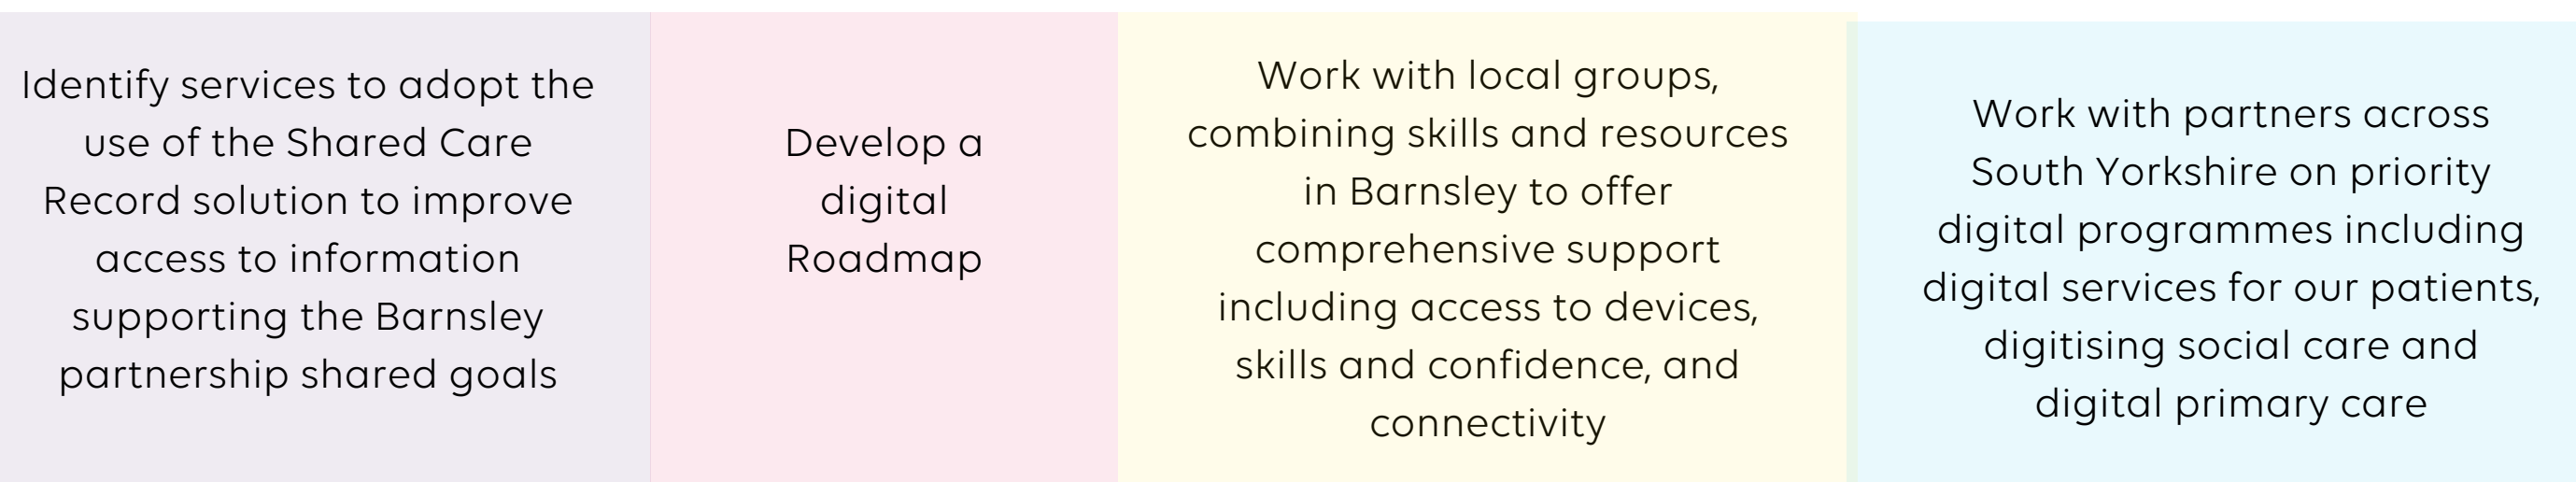 Identify services to adopt the
use of the Shared Care
Record solution to improve
access to information
supporting the Barnsley
partnership shared goals
Develop a
digital
Roadmap
Work with local groups,
combining skills and resources
in Barnsley to offer
comprehensive support
including access to devices,
skills and confidence, and
connectivity
Work with partners across
South Yorkshire on priority
digital programmes including
digital services for our patients,
digitising social care and
digital primary care